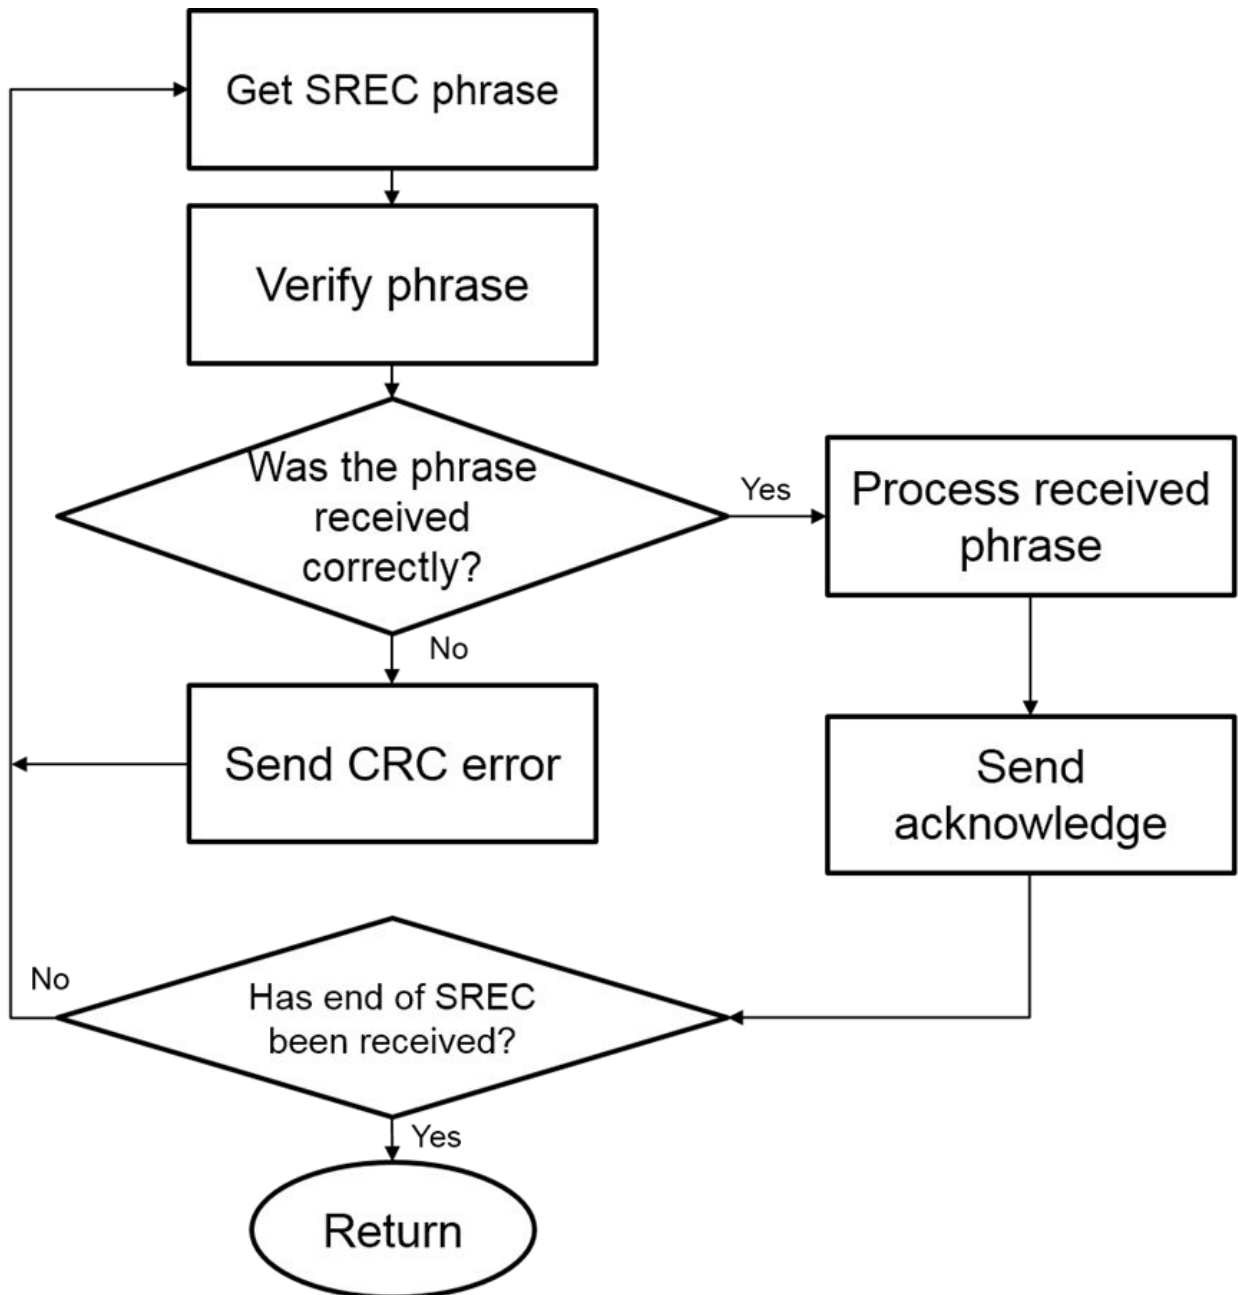 Get SREC phrase
Verify phrase
Was the phrase
received
correctly?
Yes
Process received
phrase
No
Send CRC error
Send
acknowledge
No
Has end of SREC
been received?
Yes
Return